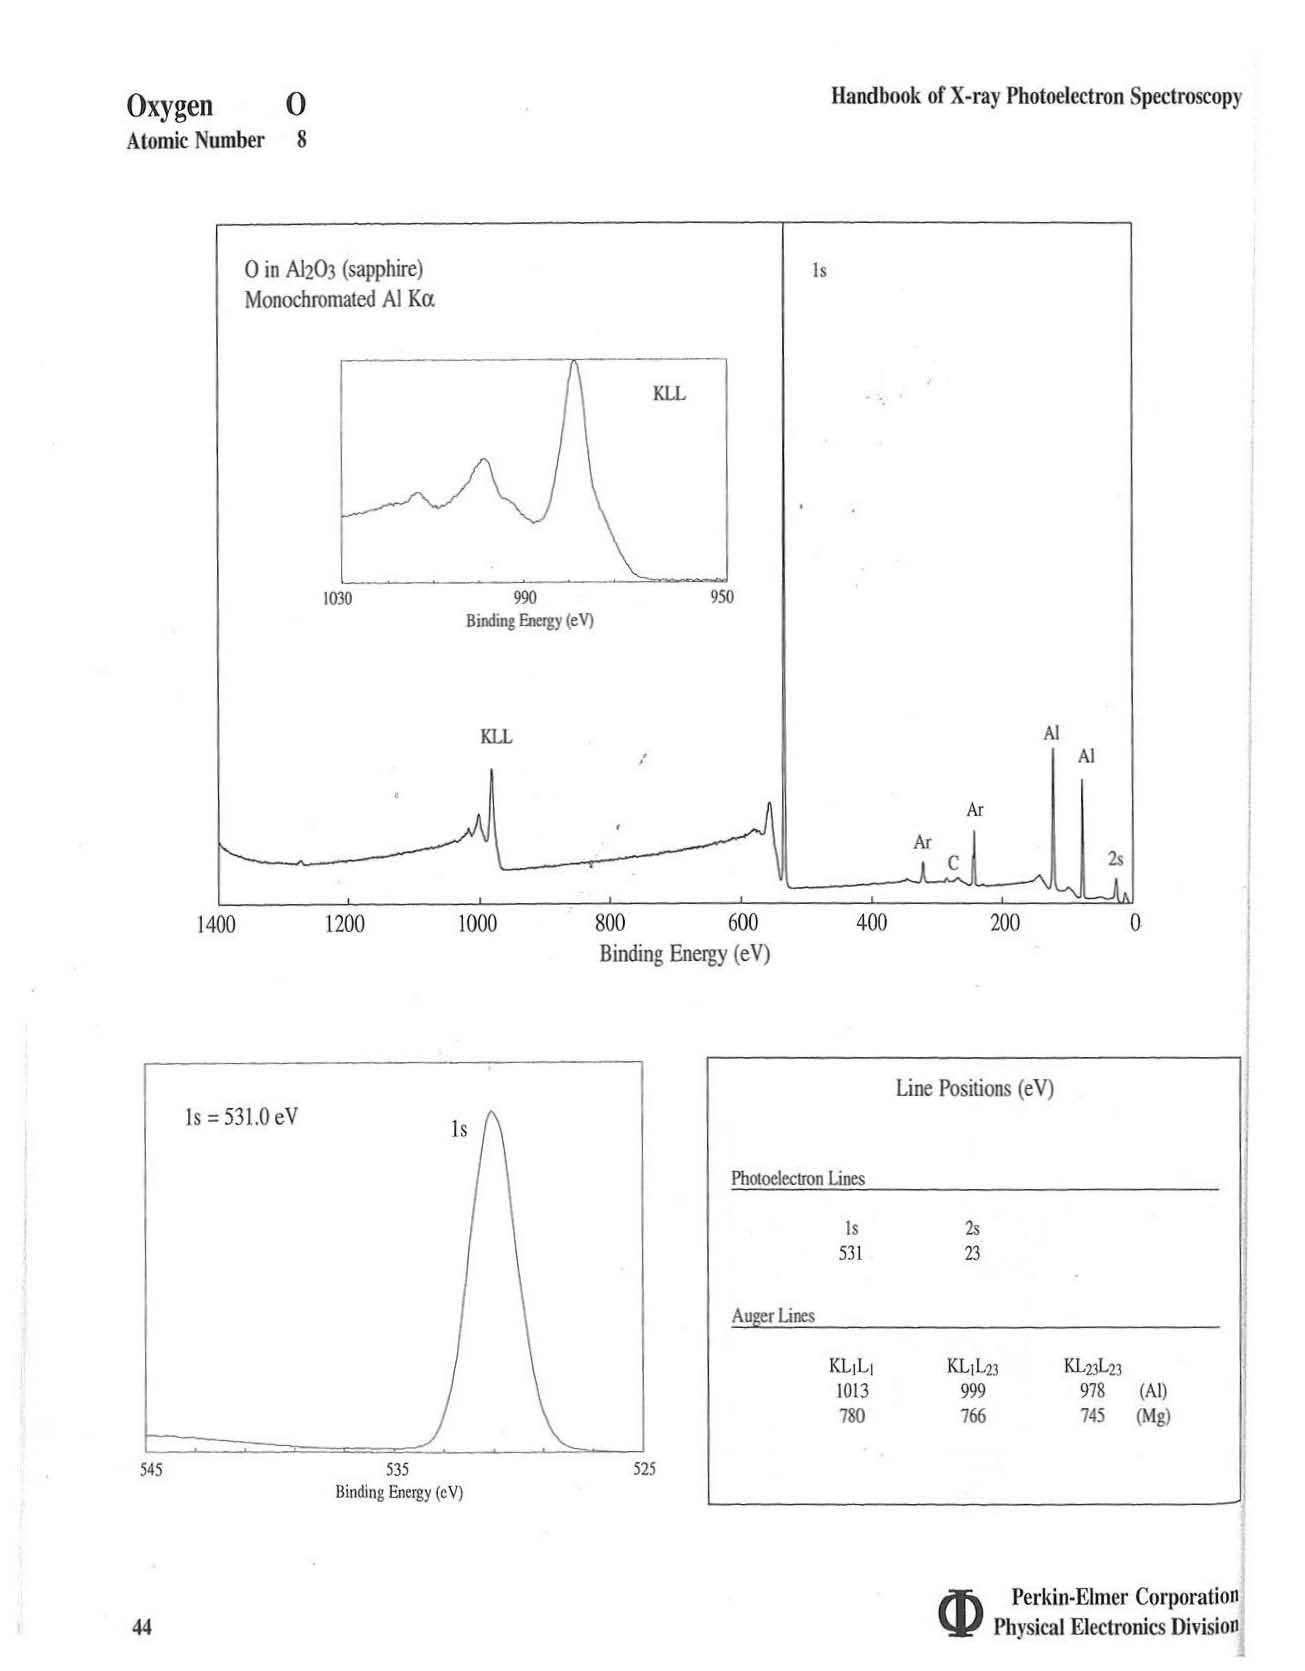 Oxygen O
Handbook of X-ray Photoelectron Spectroscopy
Atomic Number 8
O in Al2O3 (sapphire)
Monochromated Al Kα
1s
KLL
1030 990 950
Binding Energy (eV)
KLL
Al
Al
Ar
Ar
C
2s
1400 1200 1000 800 600 400 200 0
Binding Energy (eV)
1s = 531.0 eV
1s
545 535 525
Binding Energy (eV)
Line Positions (eV)
Photoelectron Lines
1s 2s
531 23
Auger Lines
KL1L1 KL1L23 KL23L23
1013 999 978 (Al)
780 766 745 (Mg)
Perkin-Elmer Corporation
44 Physical Electronics Division